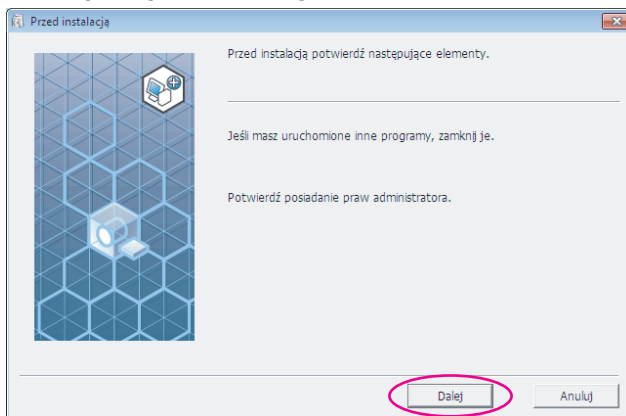 Przed instalacją
Przed instalacją potwierdź następujące elementy.
Jeśli masz uruchomione inne programy, zamknij je.
Potwierdź posiadanie praw administratora.
Dalej
Anuluj